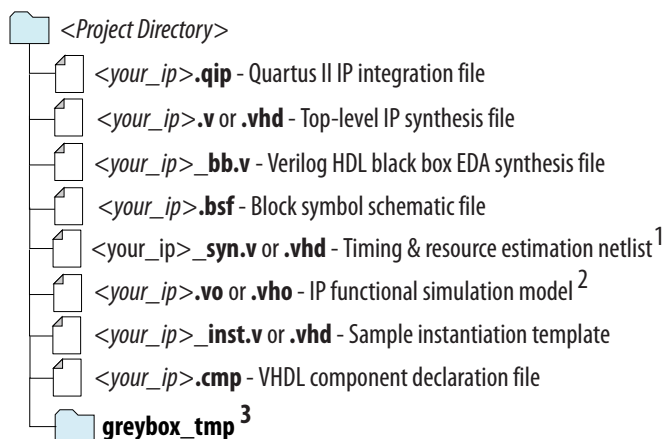 <Project Directory>
<your_ip>.qip - Quartus II IP integration file
<your_ip>.v or .vhd - Top-level IP synthesis file
<your_ip>_bb.v - Verilog HDL black box EDA synthesis file
<your_ip>.bsf - Block symbol schematic file
<your_ip>_syn.v or .vhd - Timing & resource estimation netlist 1
<your_ip>.vo or .vho - IP functional simulation model 2
<your_ip>_inst.v or .vhd - Sample instantiation template
<your_ip>.cmp - VHDL component declaration file
greybox_tmp 3